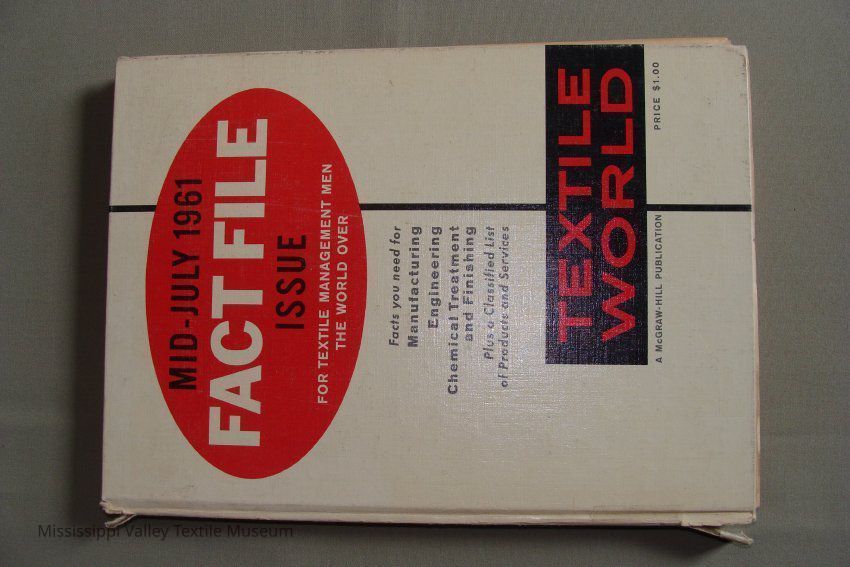 MID-JULY 1961
FACT FILE
ISSUE
FOR TEXTILE MANAGEMENT MEN
THE WORLD OVER
Facts you need for
Manufacturing
Engineering
Chemical Treatment
and Finishing
Plus a Classified List
of Products and Services
TEXTILE
WORLD
A McGRAW-HILL PUBLICATION
PRICE $1.00
Mississippi Valley Textile Museum